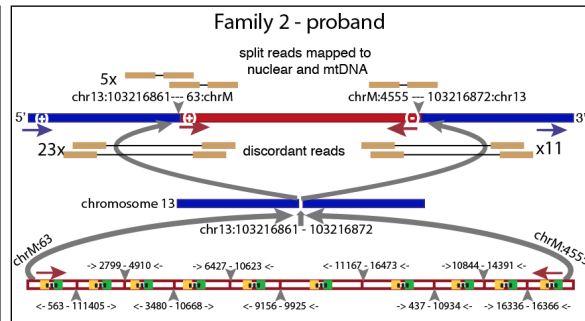 Family 2 - proband
split reads mapped to
nuclear and mtDNA
5x
chr13:103216861--- 63:chrM
chrM:4555 --- 103216872:chr13
5' (+) (+) (-) 3'
23x discordant reads x11
chromosome 13
chr13:103216861 - 103216872
chrM:63
chrM:4555
-> 2799 - 4910 <- -> 6427 - 10623 <- <- 11167 - 16473 -> ->10844 - 14391 <-
<- 563 - 111405 -> <- 3480 - 10668 -> <- 9156 - 9925 <- -> 437 - 10934 <- -> 16336 - 16366 <-